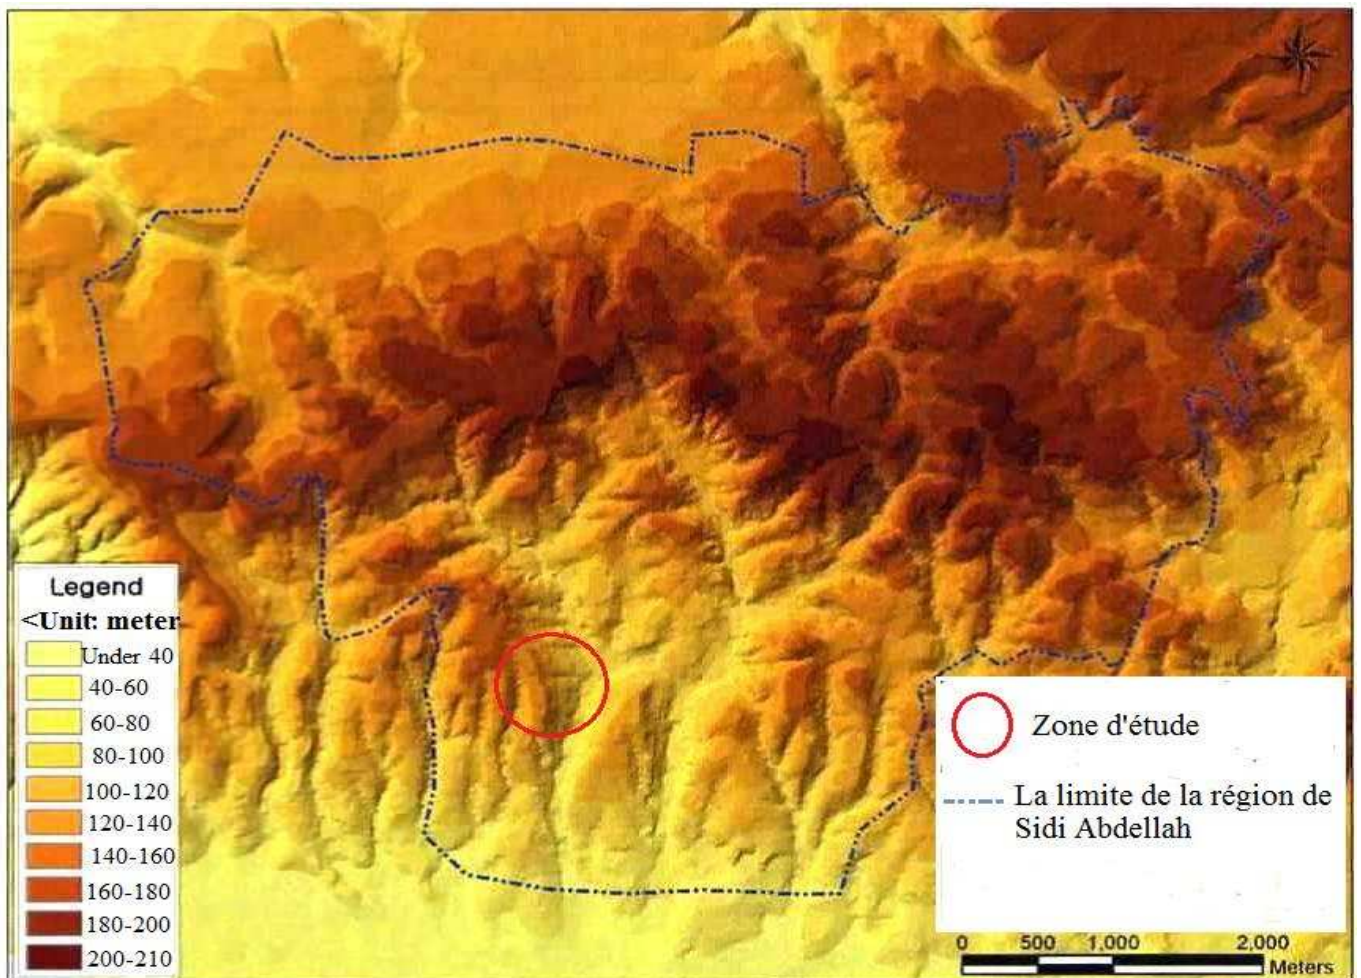 Legend
<Unit: meter
Under 40
40-60
60-80
80-100
100-120
120-140
140-160
160-180
180-200
200-210
Zone d'étude
La limite de la région de
Sidi Abdellah
0 500 1,000 2,000
Meters